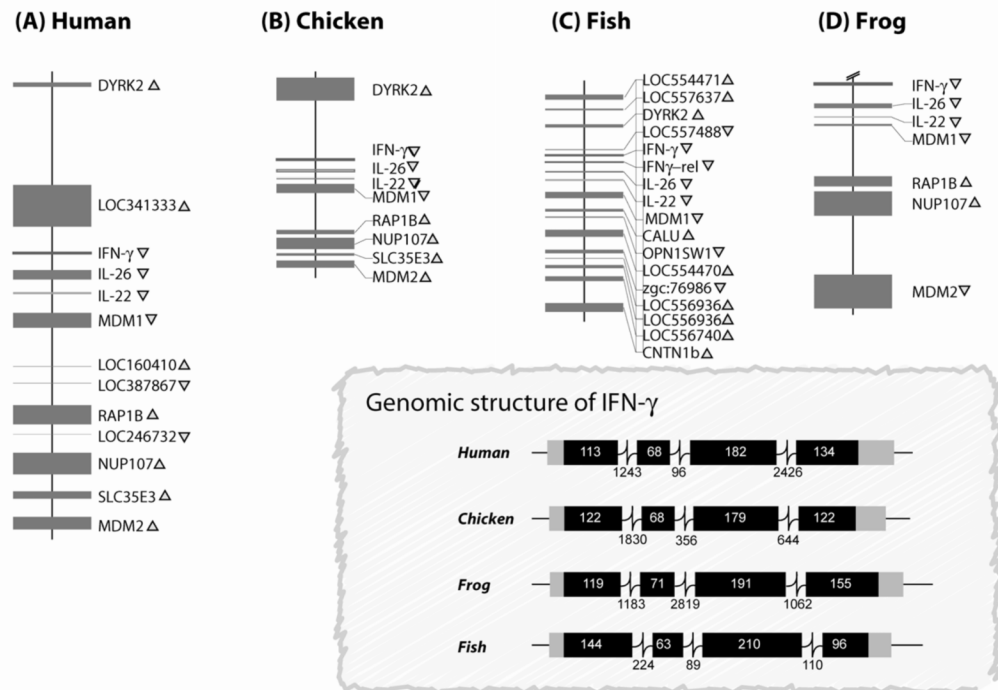 (A) Human
DYRK2 △
LOC341333 △
IFN-γ ▽
IL-26 ▽
IL-22 ▽
MDM1 ▽
LOC160410 △
LOC387867 ▽
RAP1B △
LOC246732 ▽
NUP107 △
SLC35E3 △
MDM2 △
(B) Chicken
DYRK2 △
IFN-γ ▽
IL-26 ▽
IL-22 ▽
MDM1 ▽
RAP1B △
NUP107 △
SLC35E3 △
MDM2 △
(C) Fish
LOC554471 △
LOC557637 △
DYRK2 △
LOC557488 ▽
IFN-γ ▽
IFNγ-rel ▽
IL-26 ▽
IL-22 ▽
MDM1 ▽
CALU △
OPN1SW1 ▽
LOC554470 △
zgc:76986 ▽
LOC556936 △
LOC556936 △
LOC556740 △
CNTN1b △
(D) Frog
IFN-γ ▽
IL-26 ▽
IL-22 ▽
MDM1 ▽
RAP1B △
NUP107 △
MDM2 ▽
Genomic structure of IFN-γ
Human 113 68 182 134
1243 96 2426
Chicken 122 68 179 122
1830 356 644
Frog 119 71 191 155
1183 2819 1062
Fish 144 63 210 96
224 89 110